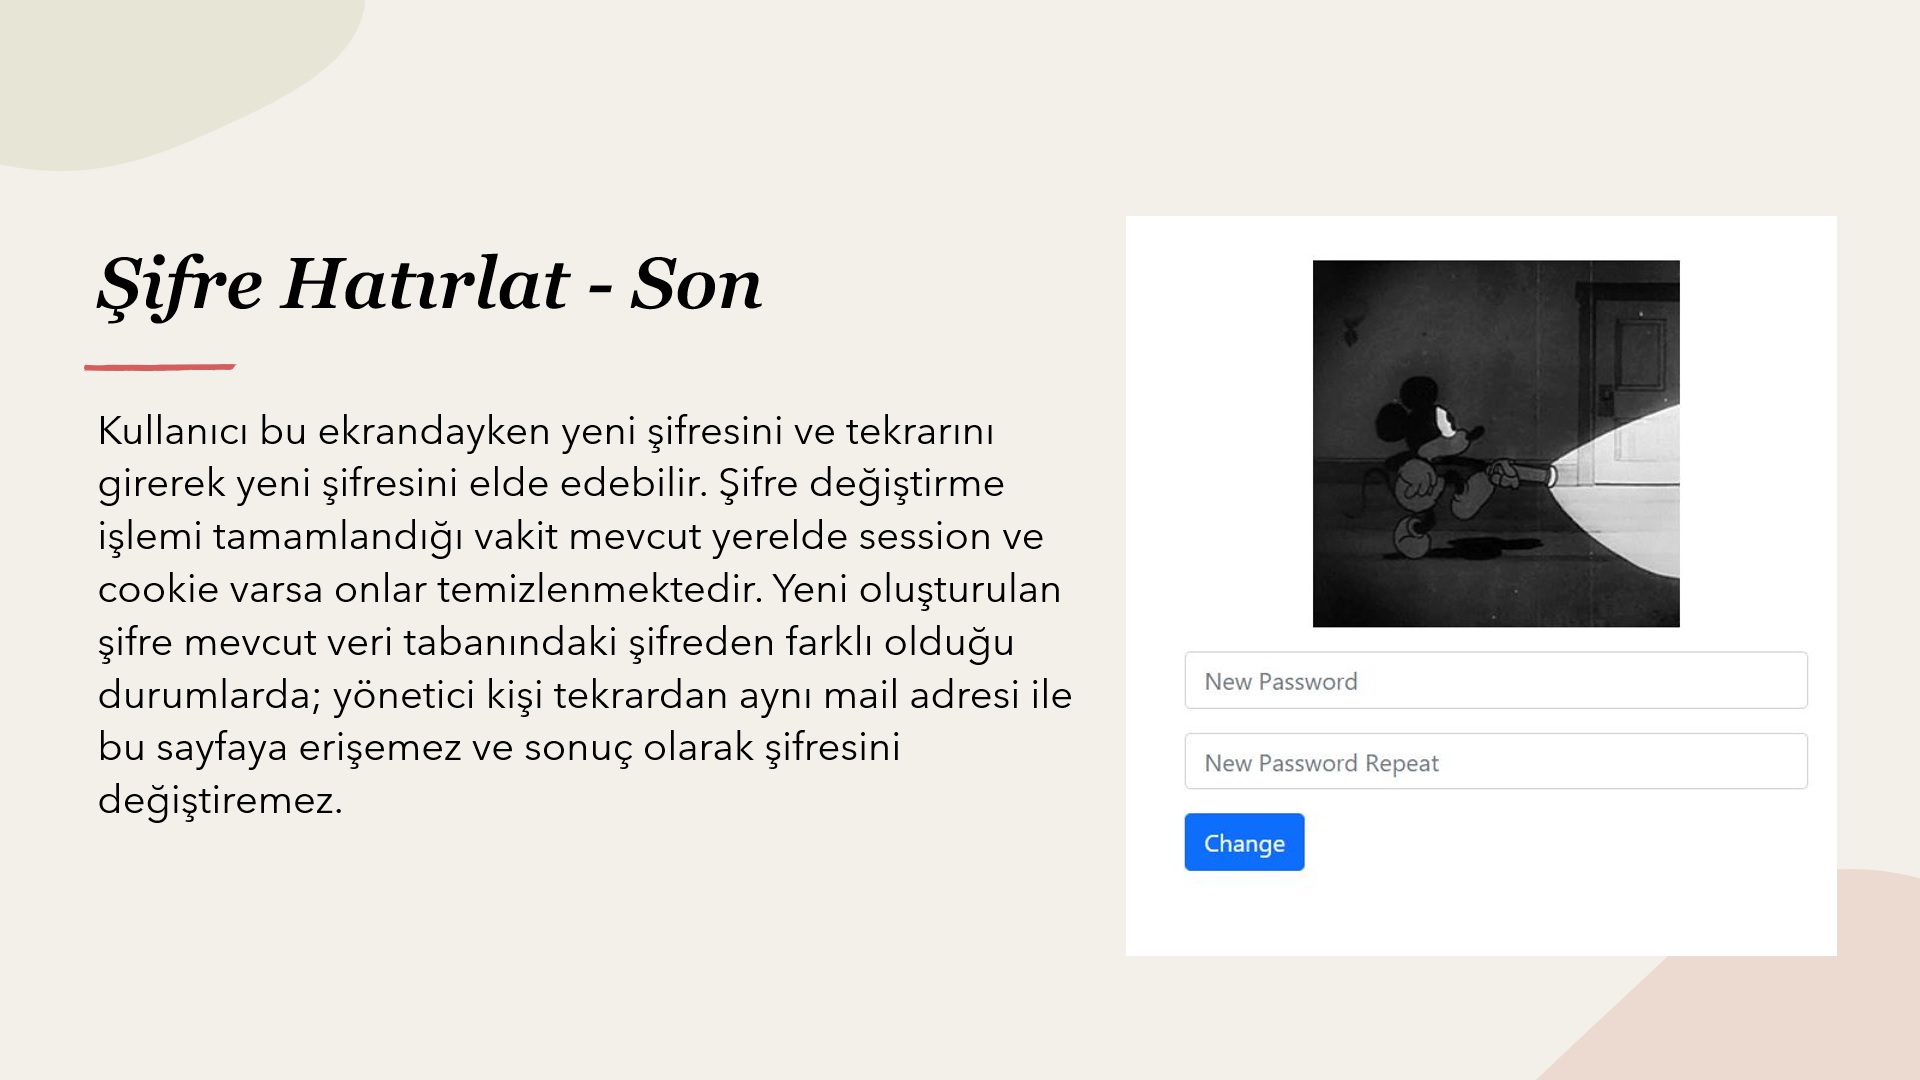 Şifre Hatırlat - Son
Kullanıcı bu ekrandayken yeni şifresini ve tekrarını
girerek yeni şifresini elde edebilir. Şifre değiştirme
işlemi tamamlandığı vakit mevcut yerelde session ve
cookie varsa onlar temizlenmektedir. Yeni oluşturulan
şifre mevcut veri tabanındaki şifreden farklı olduğu
durumlarda; yönetici kişi tekrardan aynı mail adresi ile
bu sayfaya erişemez ve sonuç olarak şifresini
değiştiremez.
New Password
New Password Repeat
Change